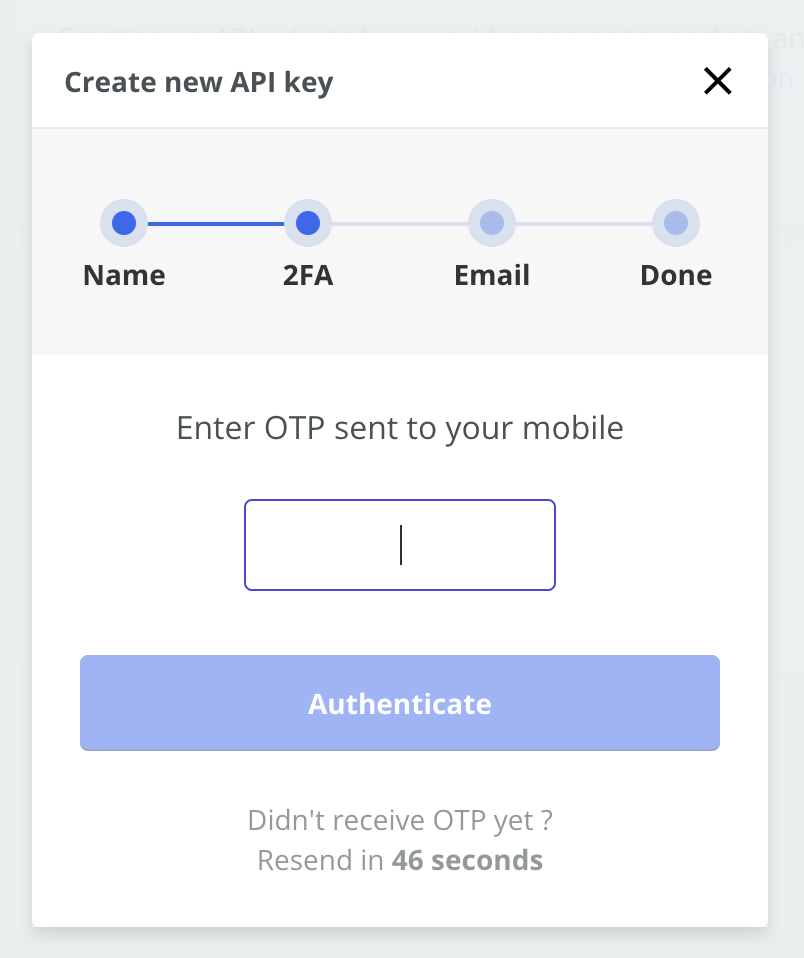 Create new API key
Name
2FA
Email
Done
Enter OTP sent to your mobile
Authenticate
Didn't receive OTP yet ?
Resend in 46 seconds